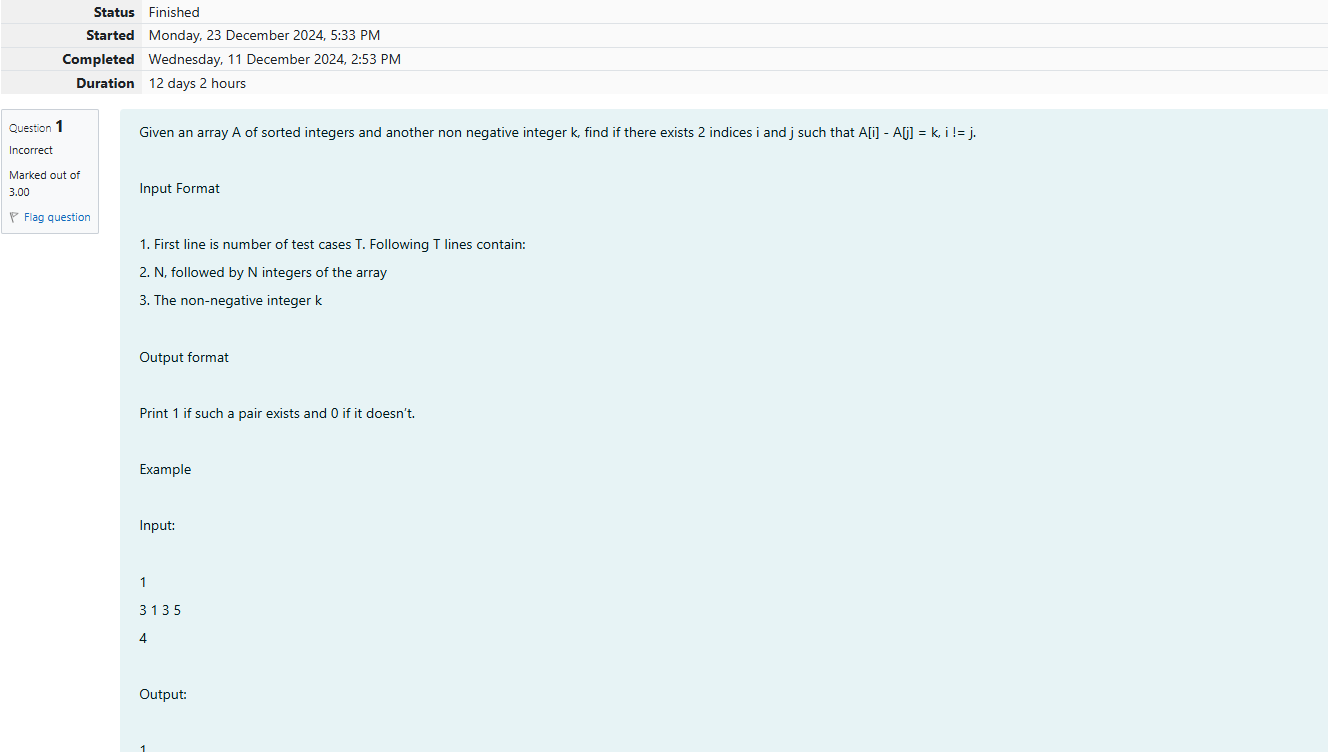 Status Finished
Started Monday, 23 December 2024, 5:33 PM
Completed Wednesday, 11 December 2024, 2:53 PM
Duration 12 days 2 hours
Question 1
Incorrect
Marked out of
3.00
Flag question
Given an array A of sorted integers and another non negative integer k, find if there exists 2 indices i and j such that A[i] - A[j] = k, i != j.
Input Format
1. First line is number of test cases T. Following T lines contain:
2. N, followed by N integers of the array
3. The non-negative integer k
Output format
Print 1 if such a pair exists and 0 if it doesn’t.
Example
Input:
1
3 1 3 5
4
Output:
1